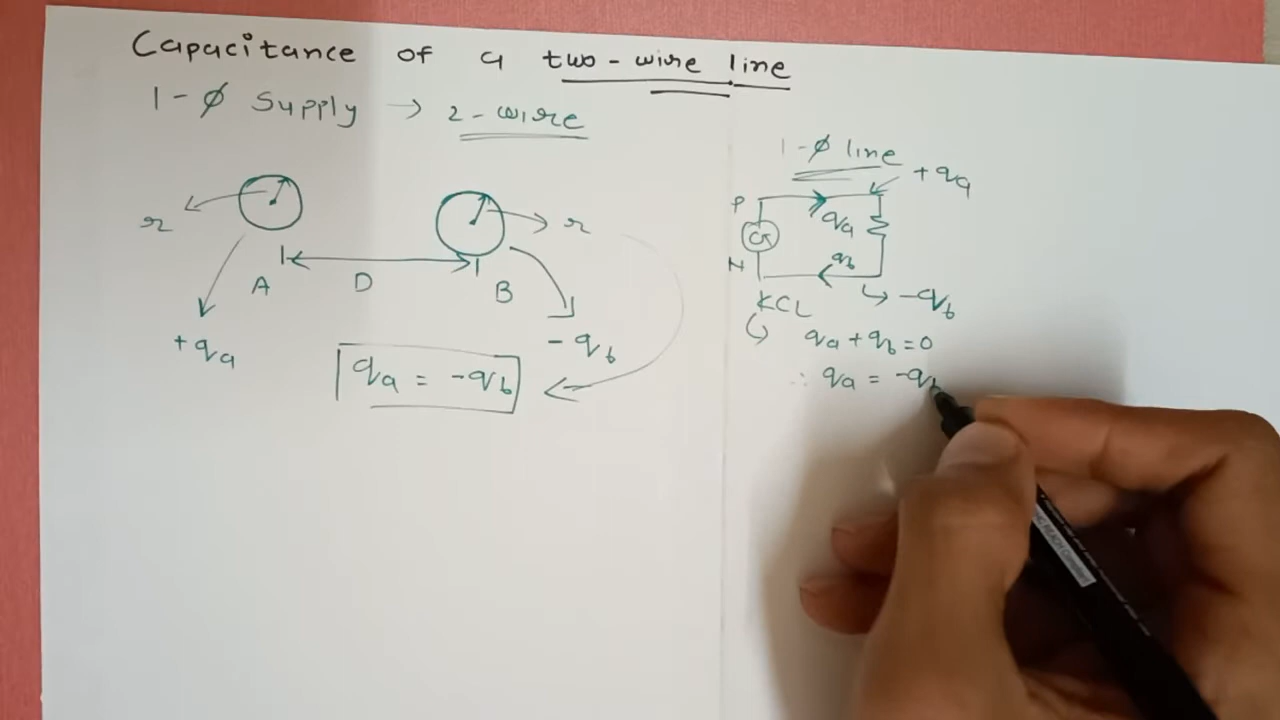 Capacitance of a two-wire line
1-ϕ Supply → 2-wire
r
r
A
D
B
+qa
-qb
qa = -qb
1-ϕ line
+qa
P
qa
G
N
qb
-qb
KCL
qa + qb = 0
∴ qa = -qb